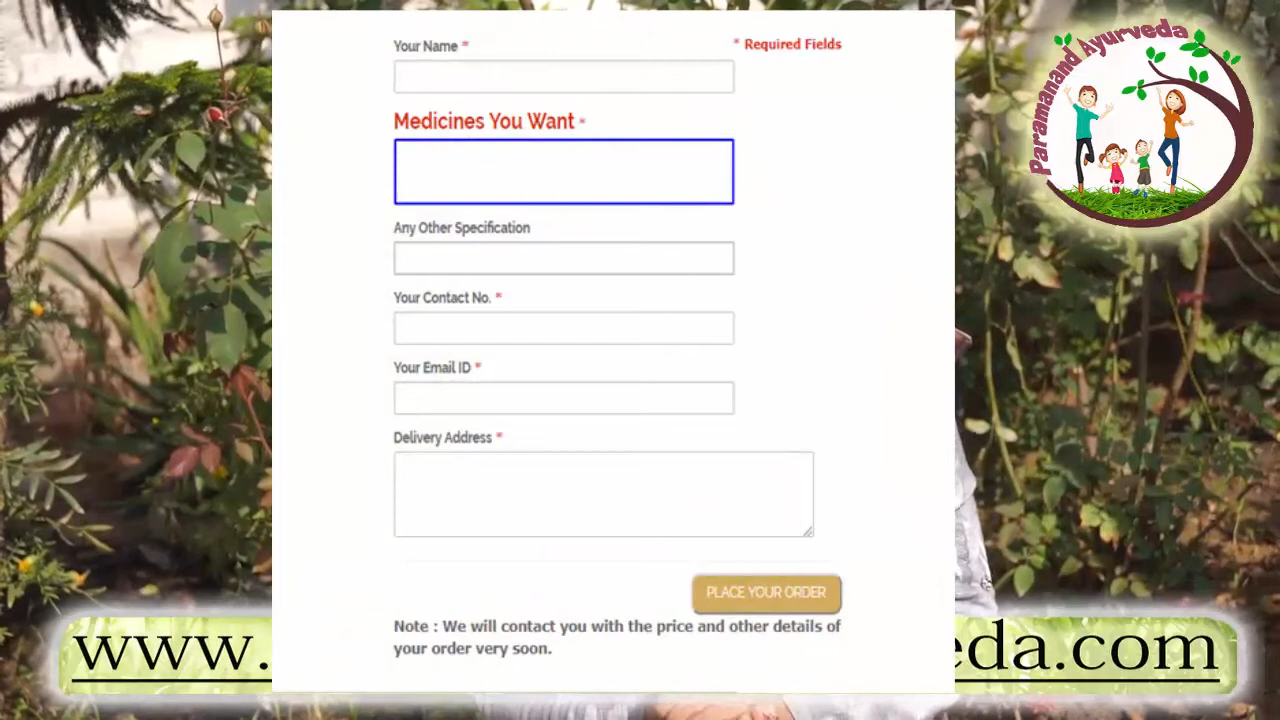 Your Name *
* Required Fields
Medicines You Want *
Any Other Specification
Your Contact No. *
Your Email ID *
Delivery Address *
PLACE YOUR ORDER
Note : We will contact you with the price and other details of
your order very soon.
Paramanand Ayurveda
www.
eda.com